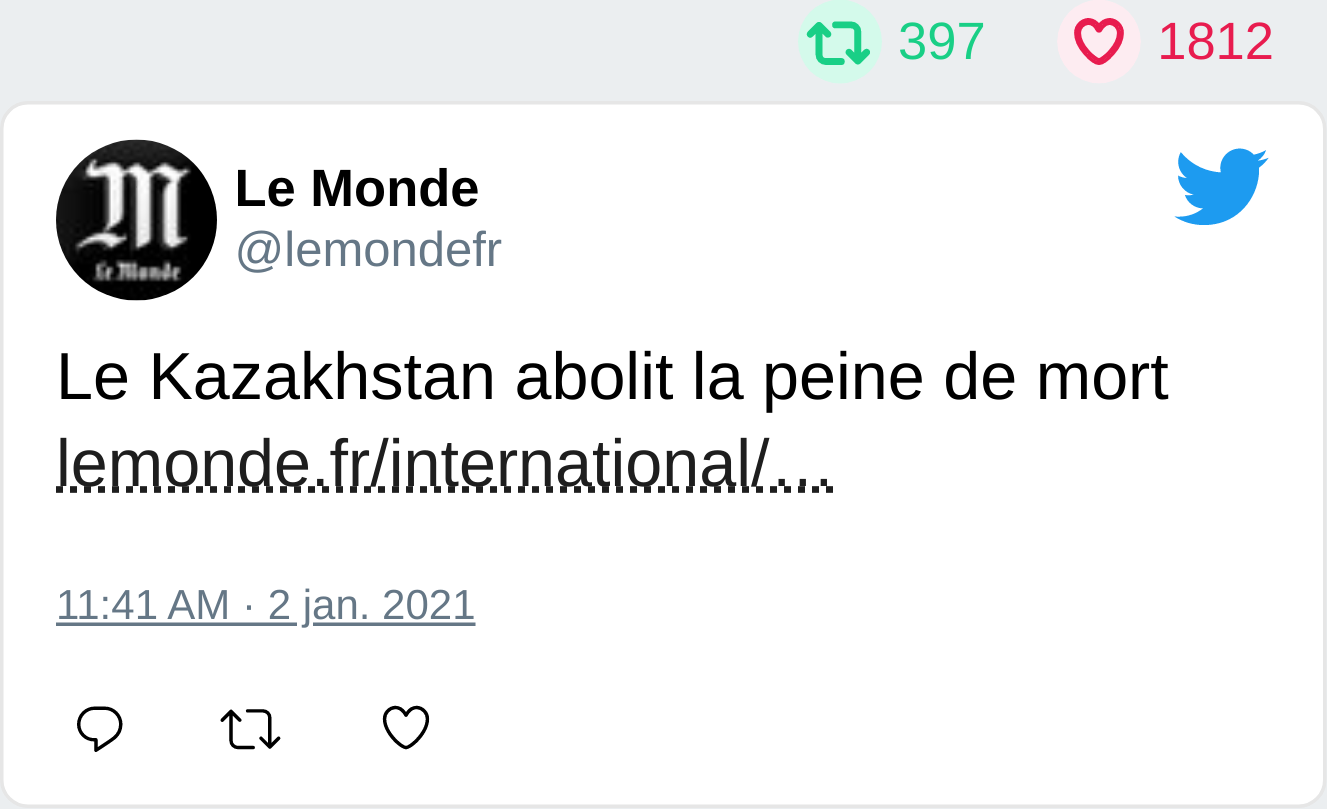 397 1812
Le Monde
@lemondefr
Le Monde
Le Kazakhstan abolit la peine de mort
lemonde.fr/international/...
11:41 AM · 2 jan. 2021